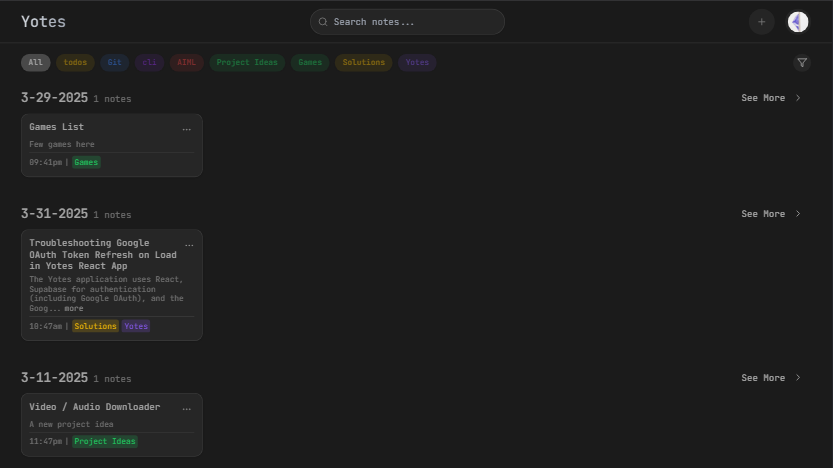 Yotes
Search notes...
+
All todos Git cli AIML Project Ideas Games Solutions Yotes
3-29-2025 1 notes
See More
Games List ...
Few games here
09:41pm | Games
3-31-2025 1 notes
See More
Troubleshooting Google ...
OAuth Token Refresh on Load
in Yotes React App
The Yotes application uses React,
Supabase for authentication
(including Google OAuth), and the
Goog... more
10:47am | Solutions Yotes
3-11-2025 1 notes
See More
Video / Audio Downloader ...
A new project idea
11:47pm | Project Ideas